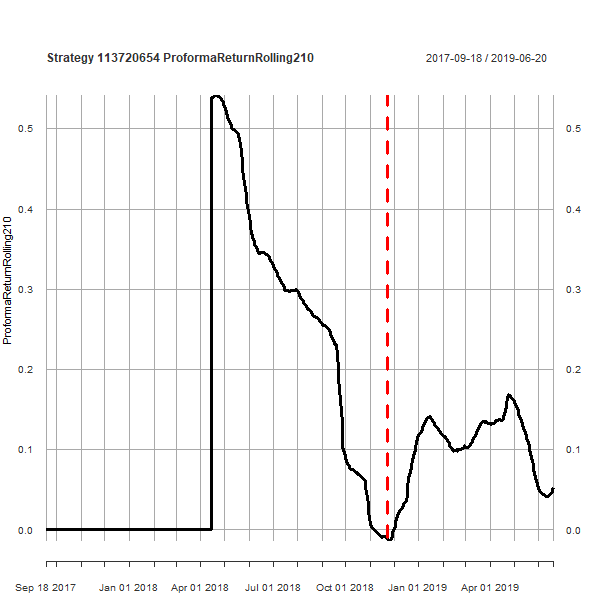 Strategy 113720654 ProformaReturnRolling210
2017-09-18 / 2019-06-20
ProformaReturnRolling210
0.5
0.4
0.3
0.2
0.1
0.0
0.5
0.4
0.3
0.2
0.1
0.0
Sep 18 2017
Jan 01 2018
Apr 01 2018
Jul 01 2018
Oct 01 2018
Jan 01 2019
Apr 01 2019